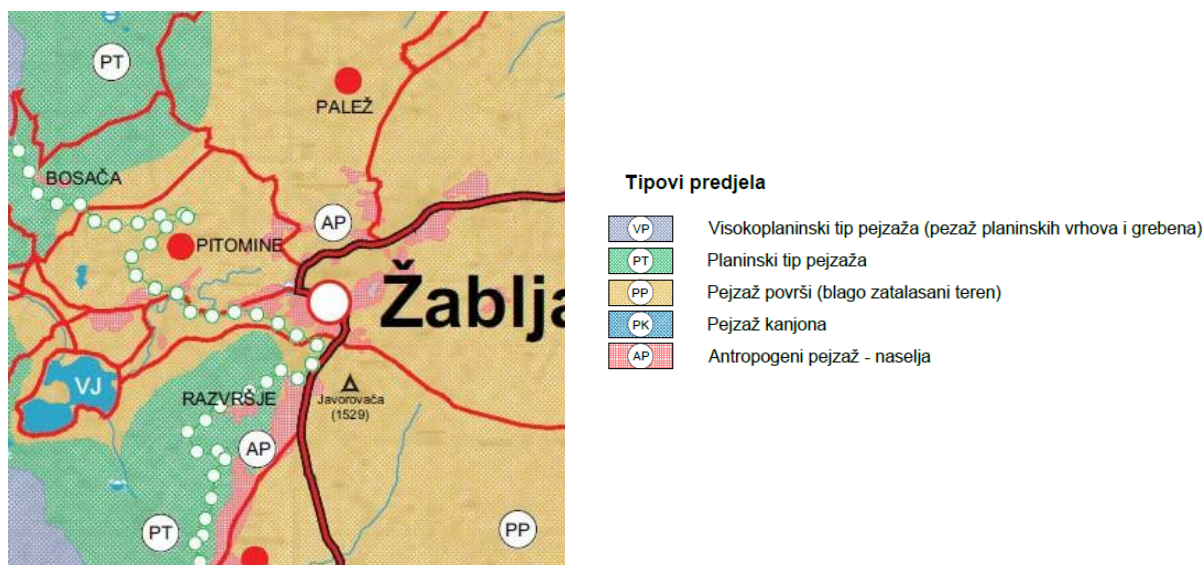 PT
PALEŽ
BOSAČA
AP
PITOMINE
Žablja
VJ
RAZVRŠJE
Javorovača
(1529)
AP
PT
PP
Tipovi predjela
VP Visokoplaninski tip pejzaža (pezaž planinskih vrhova i grebena)
PT Planinski tip pejzaža
PP Pejzaž površi (blago zatalasani teren)
PK Pejzaž kanjona
AP Antropogeni pejzaž - naselja